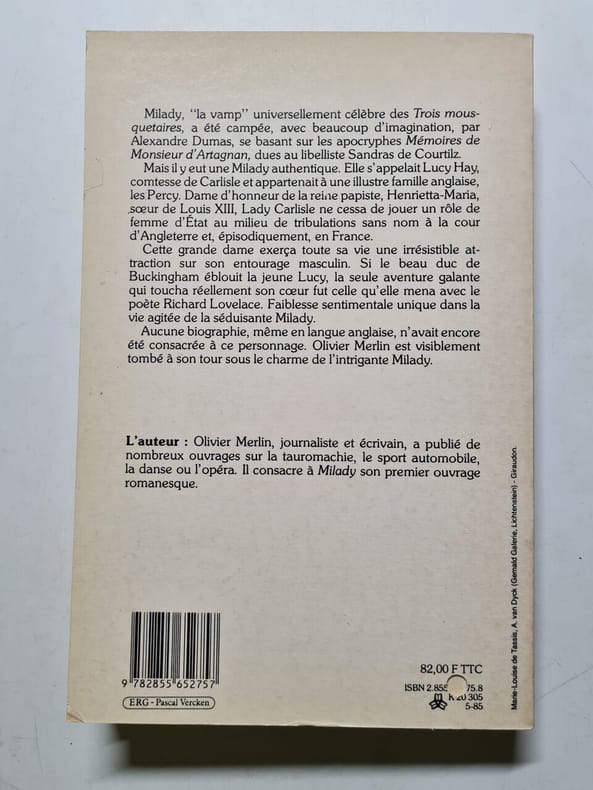 Milady, "la vamp" universellement célèbre des Trois mous-
quetaires, a été campée, avec beaucoup d'imagination, par
Alexandre Dumas, se basant sur les apocryphes Mémoires de
Monsieur d'Artagnan, dues au libelliste Sandras de Courtilz.
Mais il y eut une Milady authentique. Elle s'appelait Lucy Hay,
comtesse de Carlisle et appartenait à une illustre famille anglaise,
les Percy. Dame d'honneur de la reine papiste, Henrietta-Maria,
sœur de Louis XIII, Lady Carlisle ne cessa de jouer un rôle de
femme d'État au milieu de tribulations sans nom à la cour
d'Angleterre et, épisodiquement, en France.
Cette grande dame exerça toute sa vie une irrésistible at-
traction sur son entourage masculin. Si le beau duc de
Buckingham éblouit la jeune Lucy, la seule aventure galante
qui toucha réellement son cœur fut celle qu'elle mena avec le
poète Richard Lovelace. Faiblesse sentimentale unique dans la
vie agitée de la séduisante Milady.
Aucune biographie, même en langue anglaise, n'avait encore
été consacrée à ce personnage. Olivier Merlin est visiblement
tombé à son tour sous le charme de l'intrigante Milady.
L'auteur : Olivier Merlin, journaliste et écrivain, a publié de
nombreux ouvrages sur la tauromachie, le sport automobile,
la danse ou l'opéra. Il consacre à Milady son premier ouvrage
romanesque.
Marie-Louise de Tassis, A. van Dyck (Gemald Galerie, Lichtenstein) - Giraudon.
9 782855 652757
ERG - Pascal Vercken
82,00 F TTC
ISBN 2.855 75.8
20 305
5-85